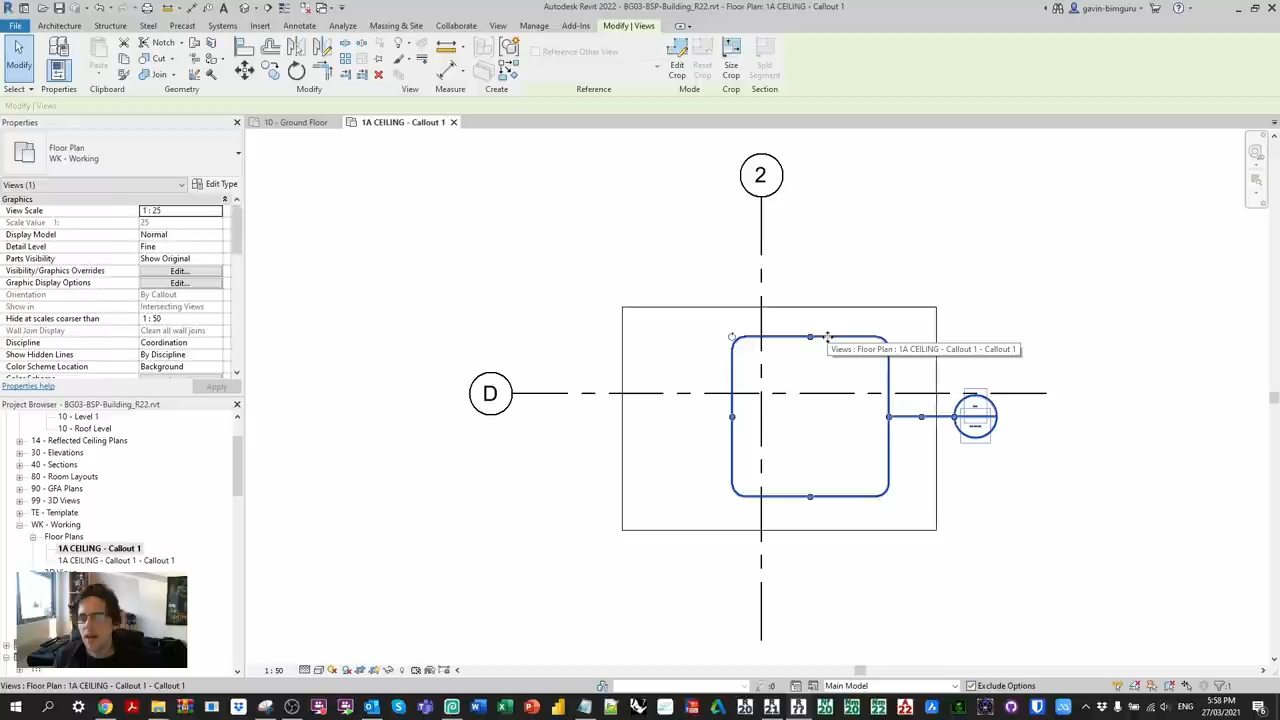 Autodesk Revit 2022 - BG03-BSP-Building_R22.rvt - Floor Plan: 1A CEILING - Callout 1
gavin-bimguru
File Architecture Structure Steel Precast Systems Insert Annotate Analyze Massing & Site Collaborate View Manage Add-Ins Modify | Views
Modify
Properties
Paste
Notch
Cut
Join
Reference Other View
Edit Crop
Reset Crop
Size Crop
Split Segment
Select Properties Clipboard Geometry Modify View Measure Create Reference Mode Crop Section
Modify | Views
Properties
10 - Ground Floor
1A CEILING - Callout 1
Floor Plan
WK - Working
Views (1)
Edit Type
Graphics
View Scale 1 : 25
Scale Value 1: 25
Display Model Normal
Detail Level Fine
Parts Visibility Show Original
Visibility/Graphics Overrides Edit...
Graphic Display Options Edit...
Orientation By Callout
Show in Intersecting Views
Hide at scales coarser than 1 : 50
Wall Join Display Clean all wall joins
Discipline Coordination
Show Hidden Lines By Discipline
Color Scheme Location Background
Properties help
Apply
Project Browser - BG03-BSP-Building_R22.rvt
10 - Level 1
10 - Roof Level
14 - Reflected Ceiling Plans
30 - Elevations
40 - Sections
80 - Room Layouts
90 - GFA Plans
99 - 3D Views
TE - Template
WK - Working
Floor Plans
1A CEILING - Callout 1
1A CEILING - Callout 1 - Callout 1
2
D
Views : Floor Plan : 1A CEILING - Callout 1 - Callout 1
1 : 50
Views : Floor Plan : 1A CEILING - Callout 1 - Callout 1
:0
Main Model
Exclude Options
:1
5:58 PM
27/03/2021